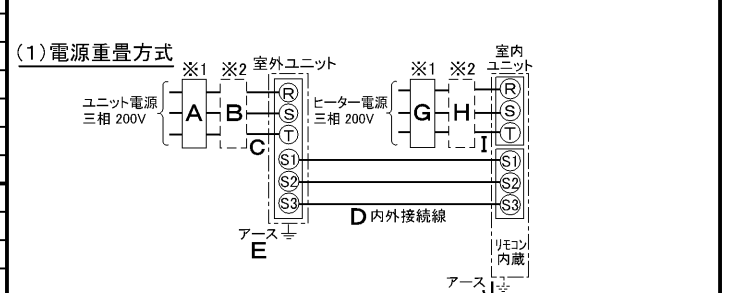 (1)電源重畳方式
※1 ※2 室外ユニット
ユニット電源
三相 200V
A
B
C
R
S
T
S1
S2
S3
アース
E
D 内外接続線
※1 ※2 室内
ユニット
ヒーター電源
三相 200V
G
H
I
R
S
T
S1
S2
S3
リモコン
内蔵
アース
J